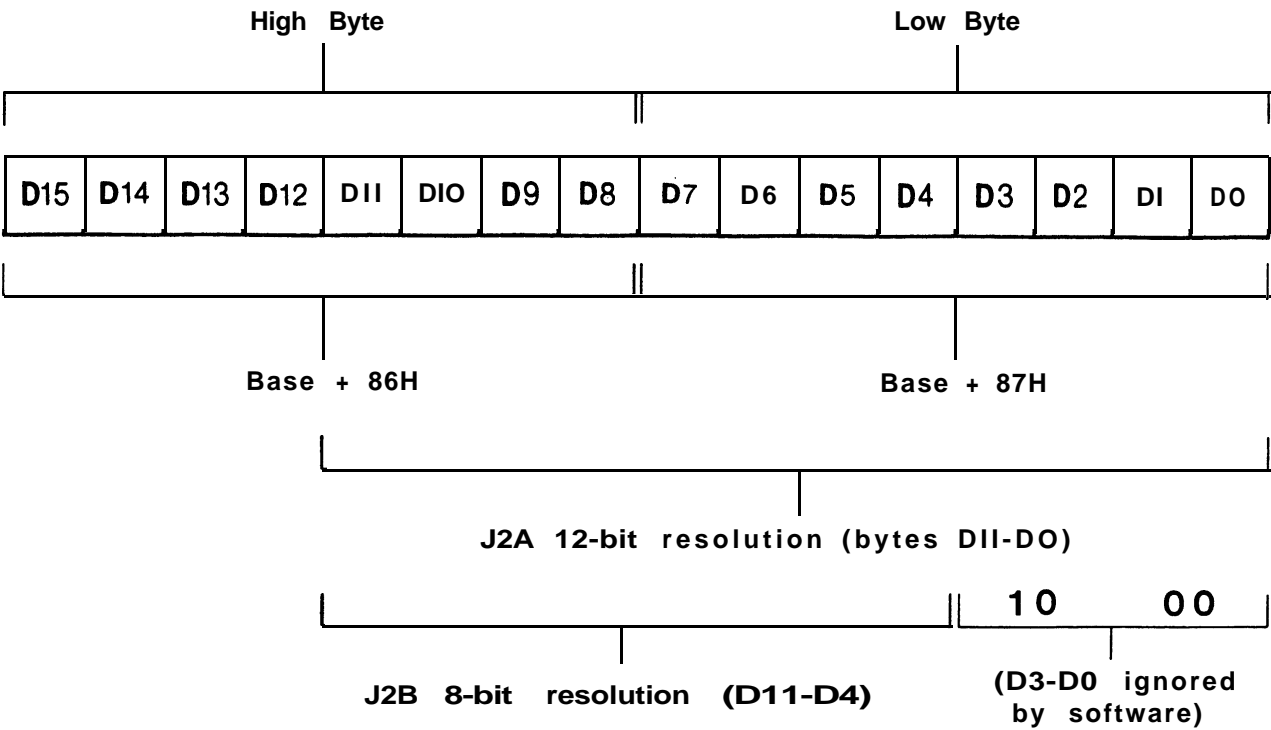 High Byte Low Byte
D15 D14 D13 D12 DII DIO D9 D8 D7 D6 D5 D4 D3 D2 DI DO
Base + 86H Base + 87H
J2A 12-bit resolution (bytes DII-DO)
10 00
J2B 8-bit resolution (D11-D4)
(D3-D0 ignored
by software)